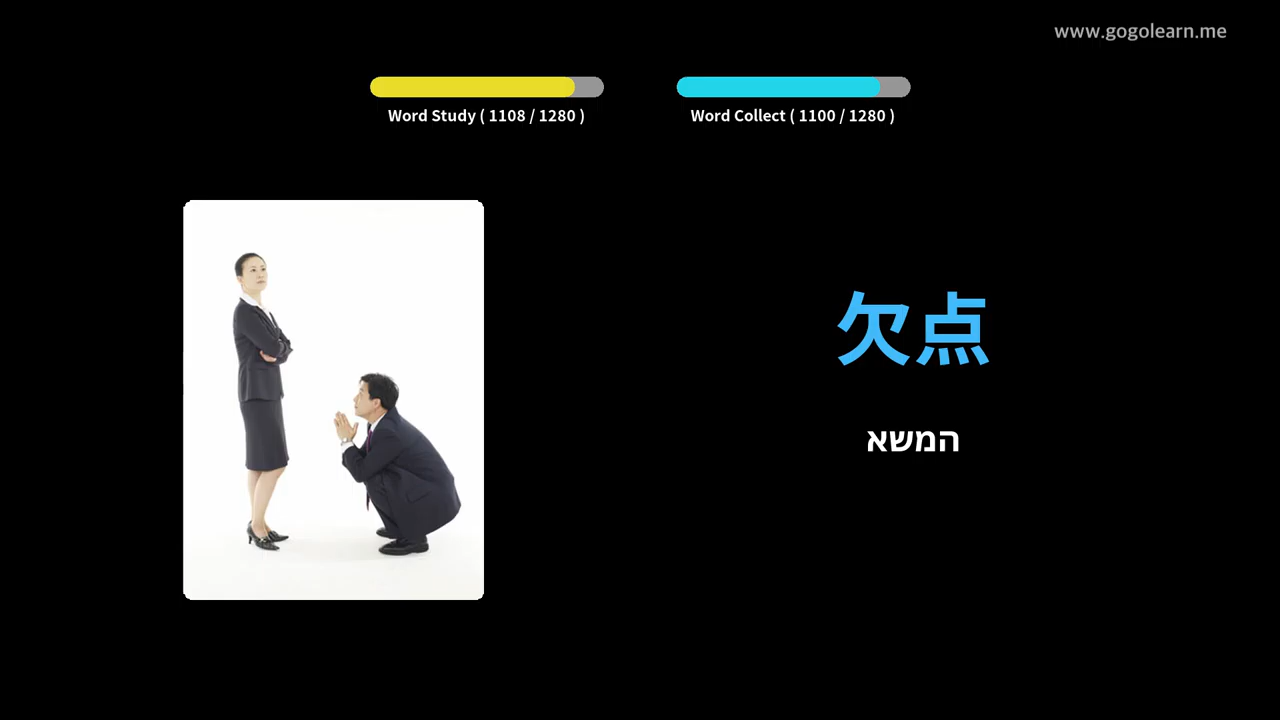 www.gogolearn.me
Word Study ( 1108 / 1280 )
Word Collect ( 1100 / 1280 )
欠点
המשא